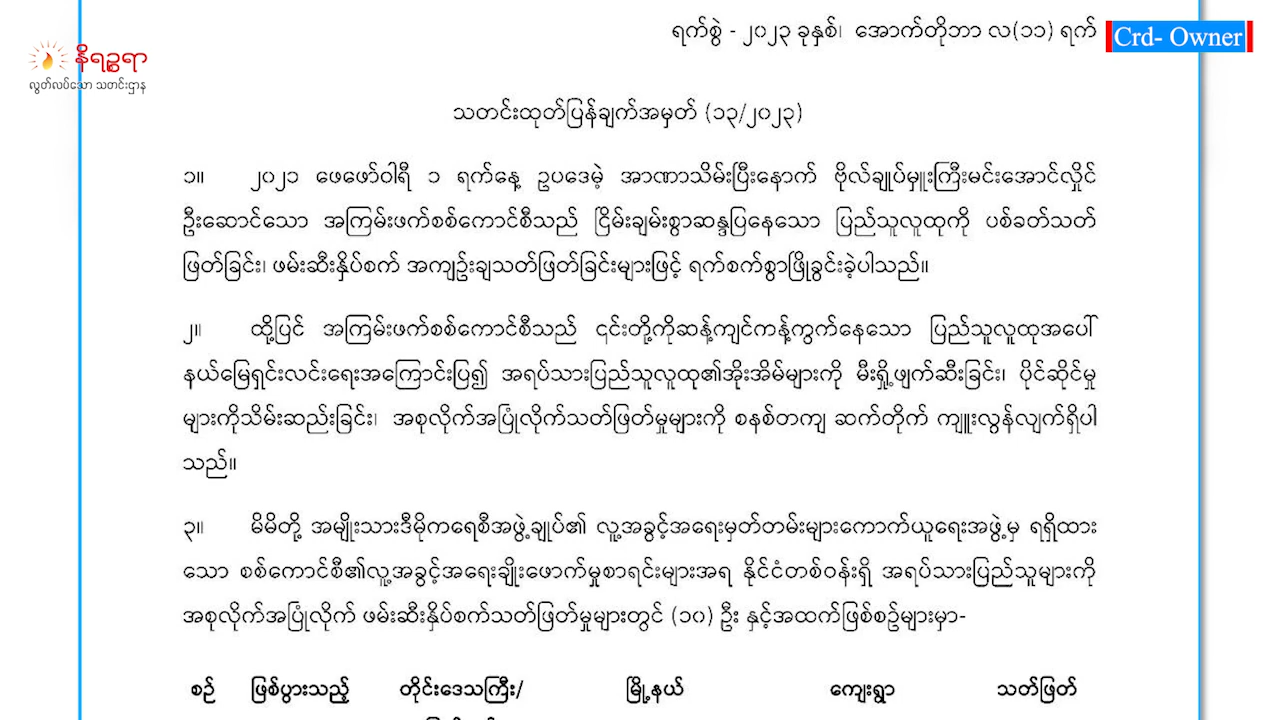 ရက်စွဲ - ၂၀၂၃ ခုနှစ်၊ အောက်တိုဘာ လ(၁၁) ရက်
Crd- Owner
နိရဉ္စရာ
လွတ်လပ်သော သတင်းဌာန
သတင်းထုတ်ပြန်ချက်အမှတ် (၁၃/၂၀၂၃)
၁။ ၂၀၂၁ ဖေဖော်ဝါရီ ၁ ရက်နေ့ ဥပဒေမဲ့ အာဏာသိမ်းပြီးနောက် ဗိုလ်ချုပ်မှူးကြီးမင်းအောင်လှိုင်
ဦးဆောင်သော အကြမ်းဖက်စစ်ကောင်စီသည် ငြိမ်းချမ်းစွာဆန္ဒပြနေသော ပြည်သူလူထုကို ပစ်ခတ်သတ်
ဖြတ်ခြင်း၊ ဖမ်းဆီးနှိပ်စက် အကျဥ်းချသတ်ဖြတ်ခြင်းများဖြင့် ရက်စက်စွာဖြိုခွင်းခဲ့ပါသည်။
၂။ ထို့ပြင် အကြမ်းဖက်စစ်ကောင်စီသည် ၎င်းတို့ကိုဆန့်ကျင်ကန့်ကွက်နေသော ပြည်သူလူထုအပေါ်
နယ်မြေရှင်းလင်းရေးအကြောင်းပြ၍ အရပ်သားပြည်သူလူထု၏အိုးအိမ်များကို မီးရှို့ဖျက်ဆီးခြင်း၊ ပိုင်ဆိုင်မှု
များကိုသိမ်းဆည်းခြင်း၊ အစုလိုက်အပြုံလိုက်သတ်ဖြတ်မှုများကို စနစ်တကျ ဆက်တိုက် ကျူးလွန်လျက်ရှိပါ
သည်။
၃။ မိမိတို့ အမျိုးသားဒီမိုကရေစီအဖွဲ့ချုပ်၏ လူ့အခွင့်အရေးမှတ်တမ်းများကောက်ယူရေးအဖွဲ့မှ ရရှိထား
သော စစ်ကောင်စီ၏လူ့အခွင့်အရေးချိုးဖောက်မှုစာရင်းများအရ နိုင်ငံတစ်ဝန်းရှိ အရပ်သားပြည်သူများကို
အစုလိုက်အပြုံလိုက် ဖမ်းဆီးနှိပ်စက်သတ်ဖြတ်မှုများတွင် (၁၀) ဦး နှင့်အထက်ဖြစ်စဉ်များမှာ-
စဉ် ဖြစ်ပွားသည့် တိုင်းဒေသကြီး/ မြို့နယ် ကျေးရွာ သတ်ဖြတ်